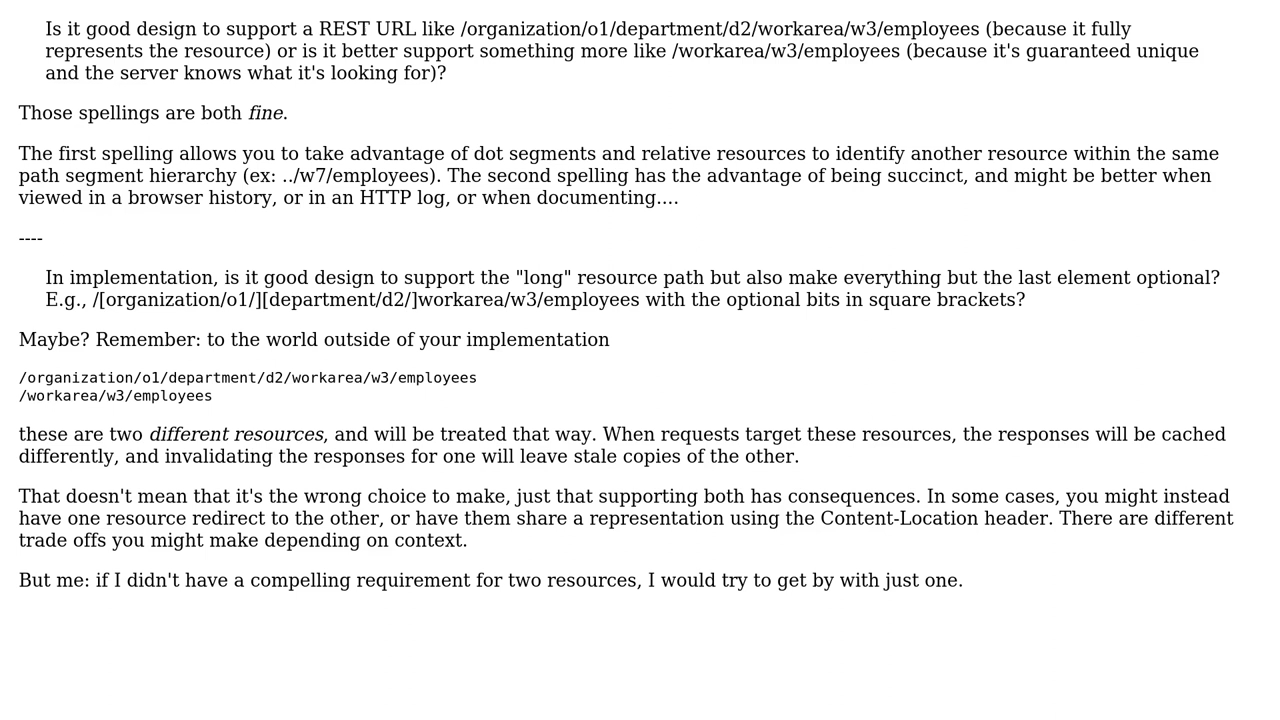 Is it good design to support a REST URL like /organization/o1/department/d2/workarea/w3/employees (because it fully
represents the resource) or is it better support something more like /workarea/w3/employees (because it's guaranteed unique
and the server knows what it's looking for)?
Those spellings are both fine.
The first spelling allows you to take advantage of dot segments and relative resources to identify another resource within the same
path segment hierarchy (ex: ../w7/employees). The second spelling has the advantage of being succinct, and might be better when
viewed in a browser history, or in an HTTP log, or when documenting....
----
In implementation, is it good design to support the "long" resource path but also make everything but the last element optional?
E.g., /[organization/o1/][department/d2/]workarea/w3/employees with the optional bits in square brackets?
Maybe? Remember: to the world outside of your implementation
/organization/o1/department/d2/workarea/w3/employees
/workarea/w3/employees
these are two different resources, and will be treated that way. When requests target these resources, the responses will be cached
differently, and invalidating the responses for one will leave stale copies of the other.
That doesn't mean that it's the wrong choice to make, just that supporting both has consequences. In some cases, you might instead
have one resource redirect to the other, or have them share a representation using the Content-Location header. There are different
trade offs you might make depending on context.
But me: if I didn't have a compelling requirement for two resources, I would try to get by with just one.